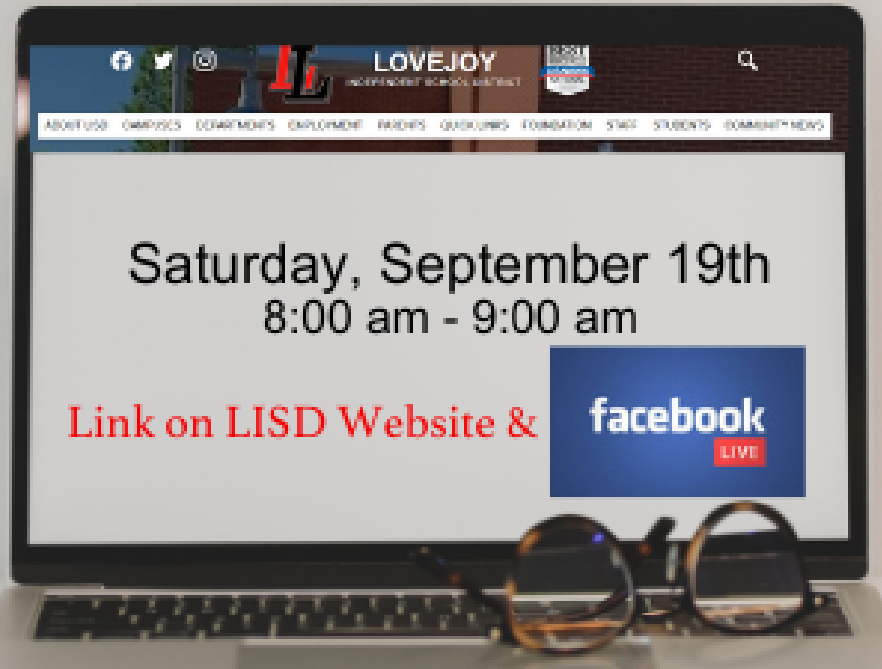 LOVEJOY
INDEPENDENT SCHOOL DISTRICT
BEST
ABOUT LISD CAMPUSES DEPARTMENTS EMPLOYMENT PARENTS QUICK LINKS FOUNDATION STAFF STUDENTS COMMUNITY NEWS
Saturday, September 19th
8:00 am - 9:00 am
Link on LISD Website &
facebook
LIVE